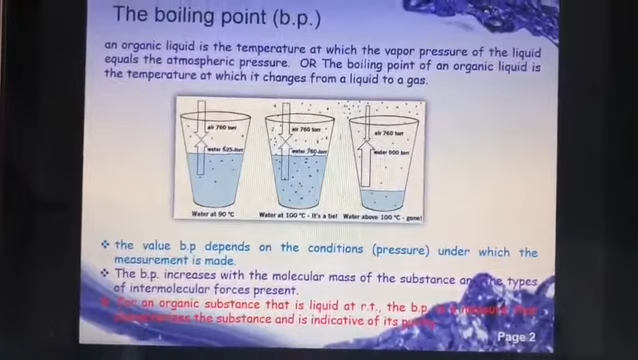 The boiling point (b.p.)
an organic liquid is the temperature at which the vapor pressure of the liquid
equals the atmospheric pressure. OR The boiling point of an organic liquid is
the temperature at which it changes from a liquid to a gas.
air 760 torr air 760 torr air 760 torr
water 525 torr water 760 torr water 800 torr
Water at 90 °C Water at 100 °C - It's a tie! Water above 100 °C - gone!
❖ the value b.p depends on the conditions (pressure) under which the
measurement is made.
❖ The b.p. increases with the molecular mass of the substance and the types
of intermolecular forces present.
❖ For an organic substance that is liquid at r.t., the b.p. is a
the substance and is indicative of its
Page 2